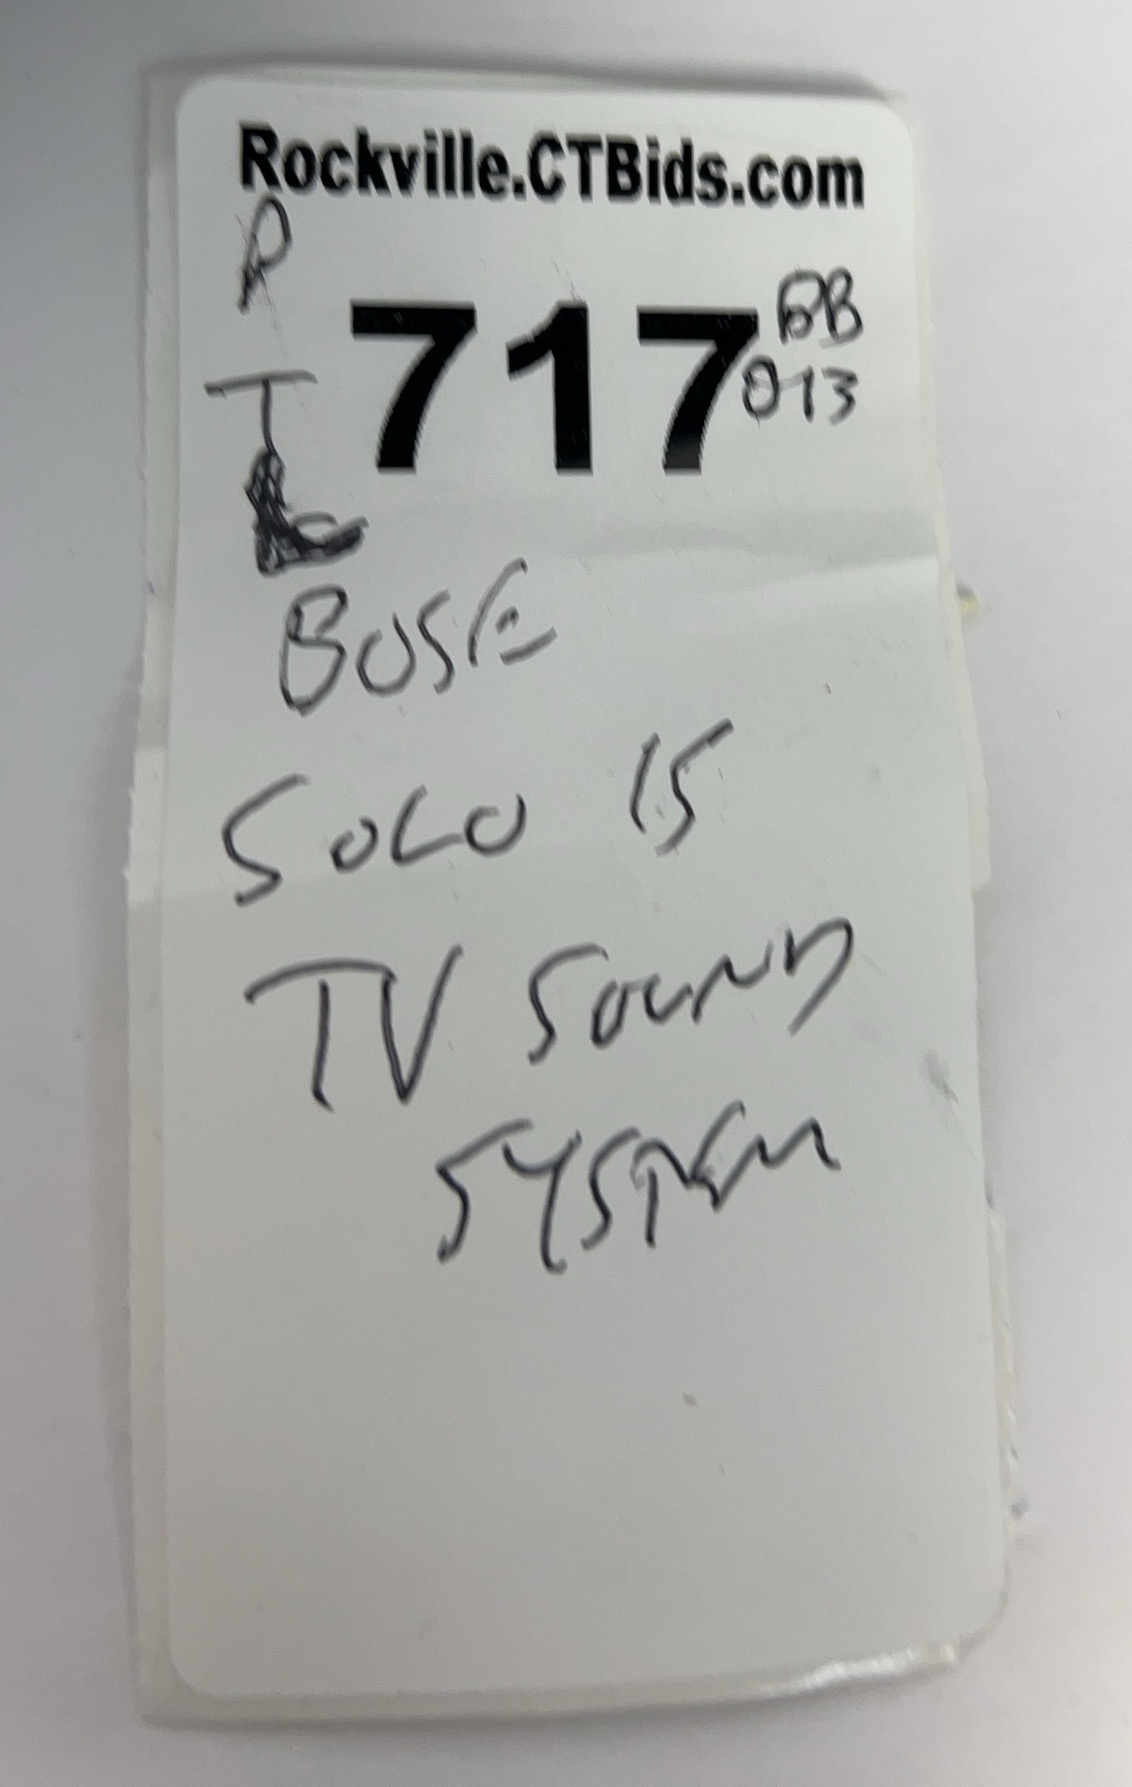 Rockville.CTBids.com
P
717 BB
013
T
BOSE
SOLO 15
TV SOUND
SYSTEM